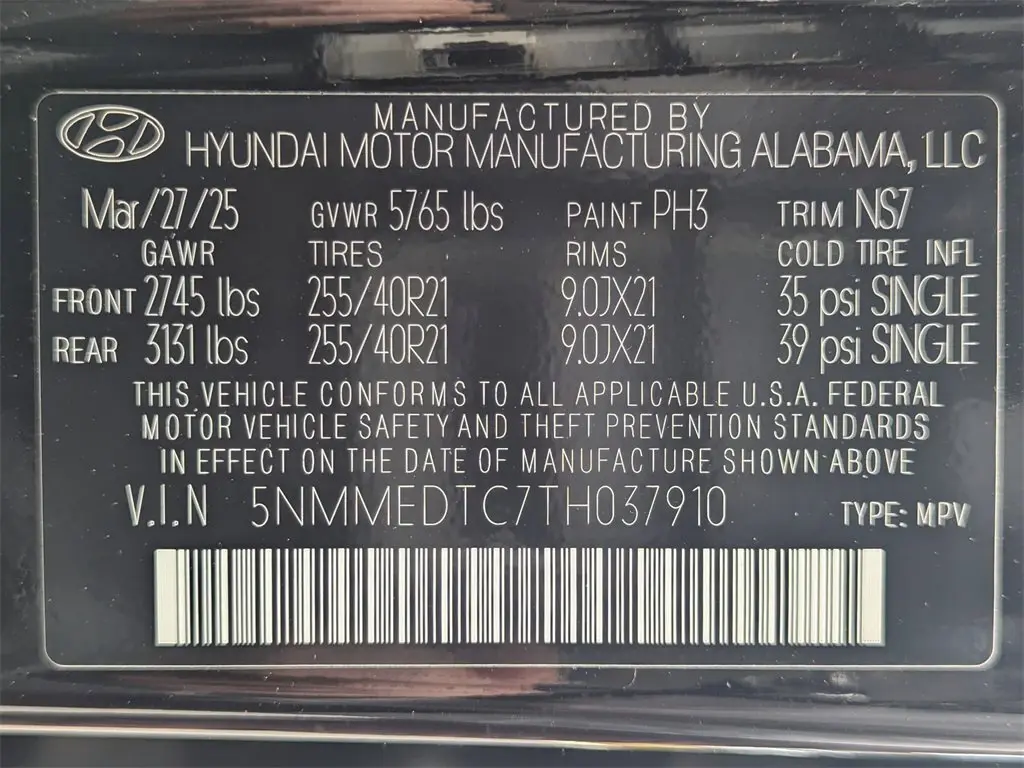 MANUFACTURED BY
HYUNDAI MOTOR MANUFACTURING ALABAMA, LLC
Mar/27/25 GVWR 5765 lbs PAINT PH3 TRIM NS7
GAWR TIRES RIMS COLD TIRE INFL
FRONT 2745 lbs 255/40R21 9.0JX21 35 psi SINGLE
REAR 3131 lbs 255/40R21 9.0JX21 39 psi SINGLE
THIS VEHICLE CONFORMS TO ALL APPLICABLE U.S.A. FEDERAL
MOTOR VEHICLE SAFETY AND THEFT PREVENTION STANDARDS
IN EFFECT ON THE DATE OF MANUFACTURE SHOWN ABOVE
V.I.N 5NMMEDTC7TH037910 TYPE: MPV